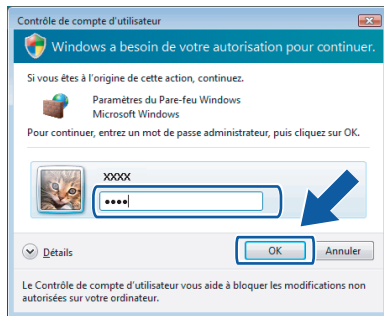 Contrôle de compte d'utilisateur
Windows a besoin de votre autorisation pour continuer.
Si vous êtes à l'origine de cette action, continuez.
Paramètres du Pare-feu Windows
Microsoft Windows
Pour continuer, entrez un mot de passe administrateur, puis cliquez sur OK.
XXXX
••••
Détails
OK
Annuler
Le Contrôle de compte d'utilisateur vous aide à bloquer les modifications non
autorisées sur votre ordinateur.